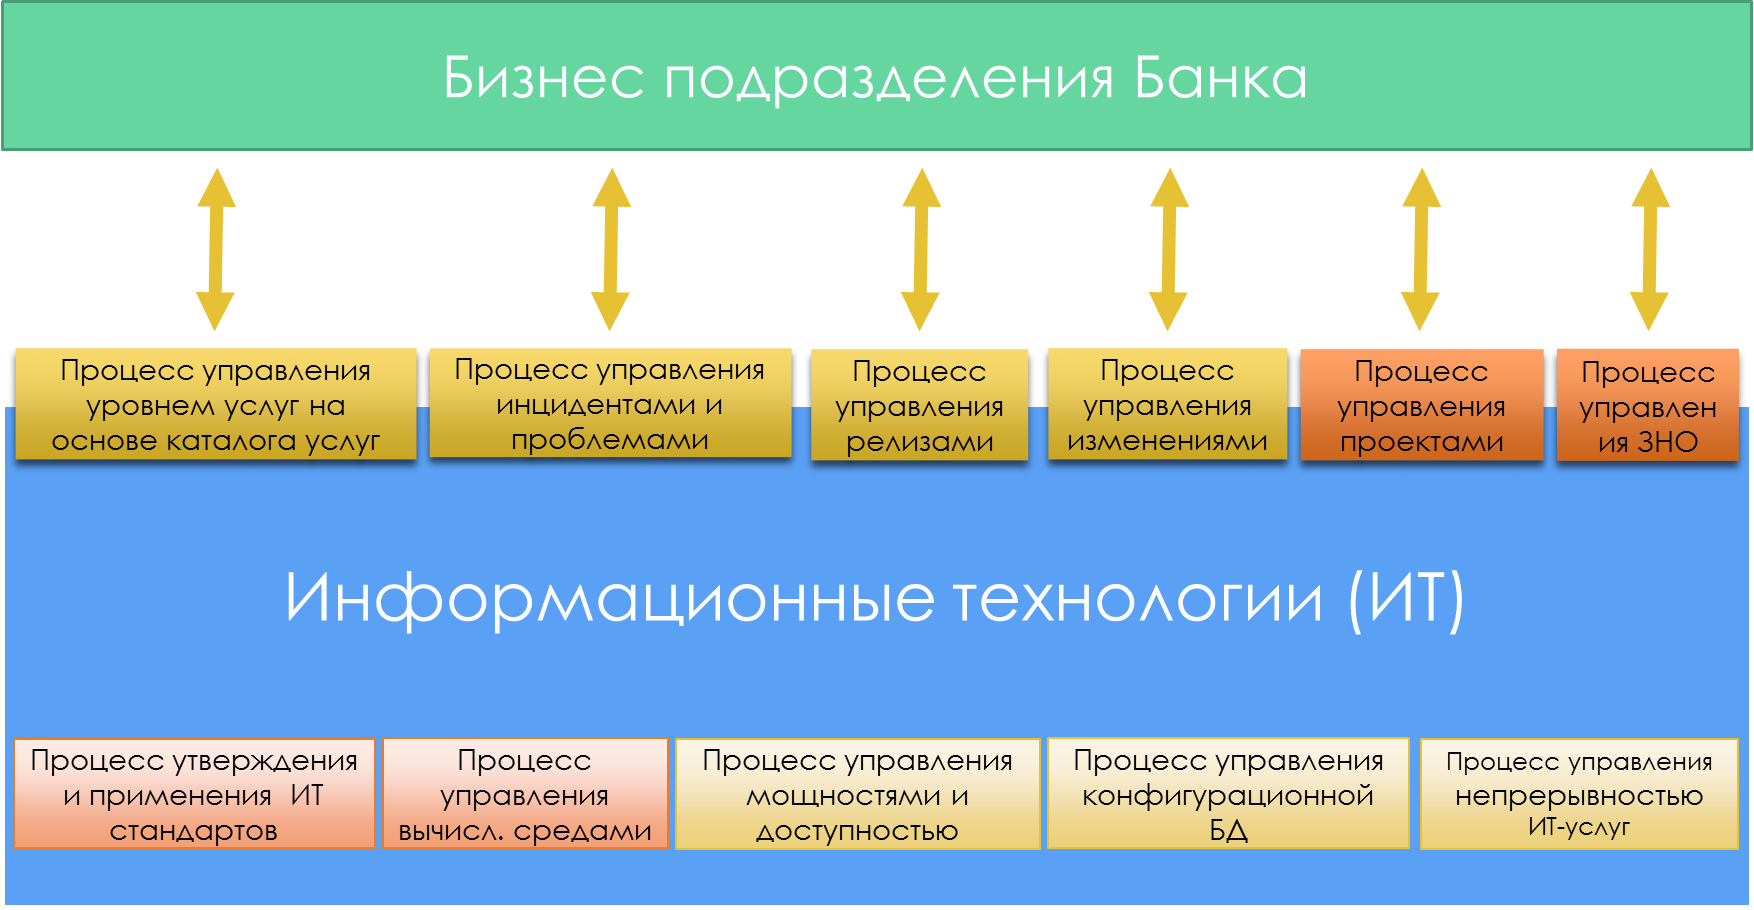 Бизнес подразделения Банка
Процесс управления
уровнем услуг на
основе каталога услуг
Процесс управления
инцидентами и
проблемами
Процесс
управления
релизами
Процесс
управления
изменениями
Процесс
управления
проектами
Процесс
управлен
ия ЗНО
Информационные технологии (ИТ)
Процесс утверждения
и применения ИТ
стандартов
Процесс
управления
вычисл. средами
Процесс управления
мощностями и
доступностью
Процесс управления
конфигурационной
БД
Процесс управления
непрерывностью
ИТ-услуг